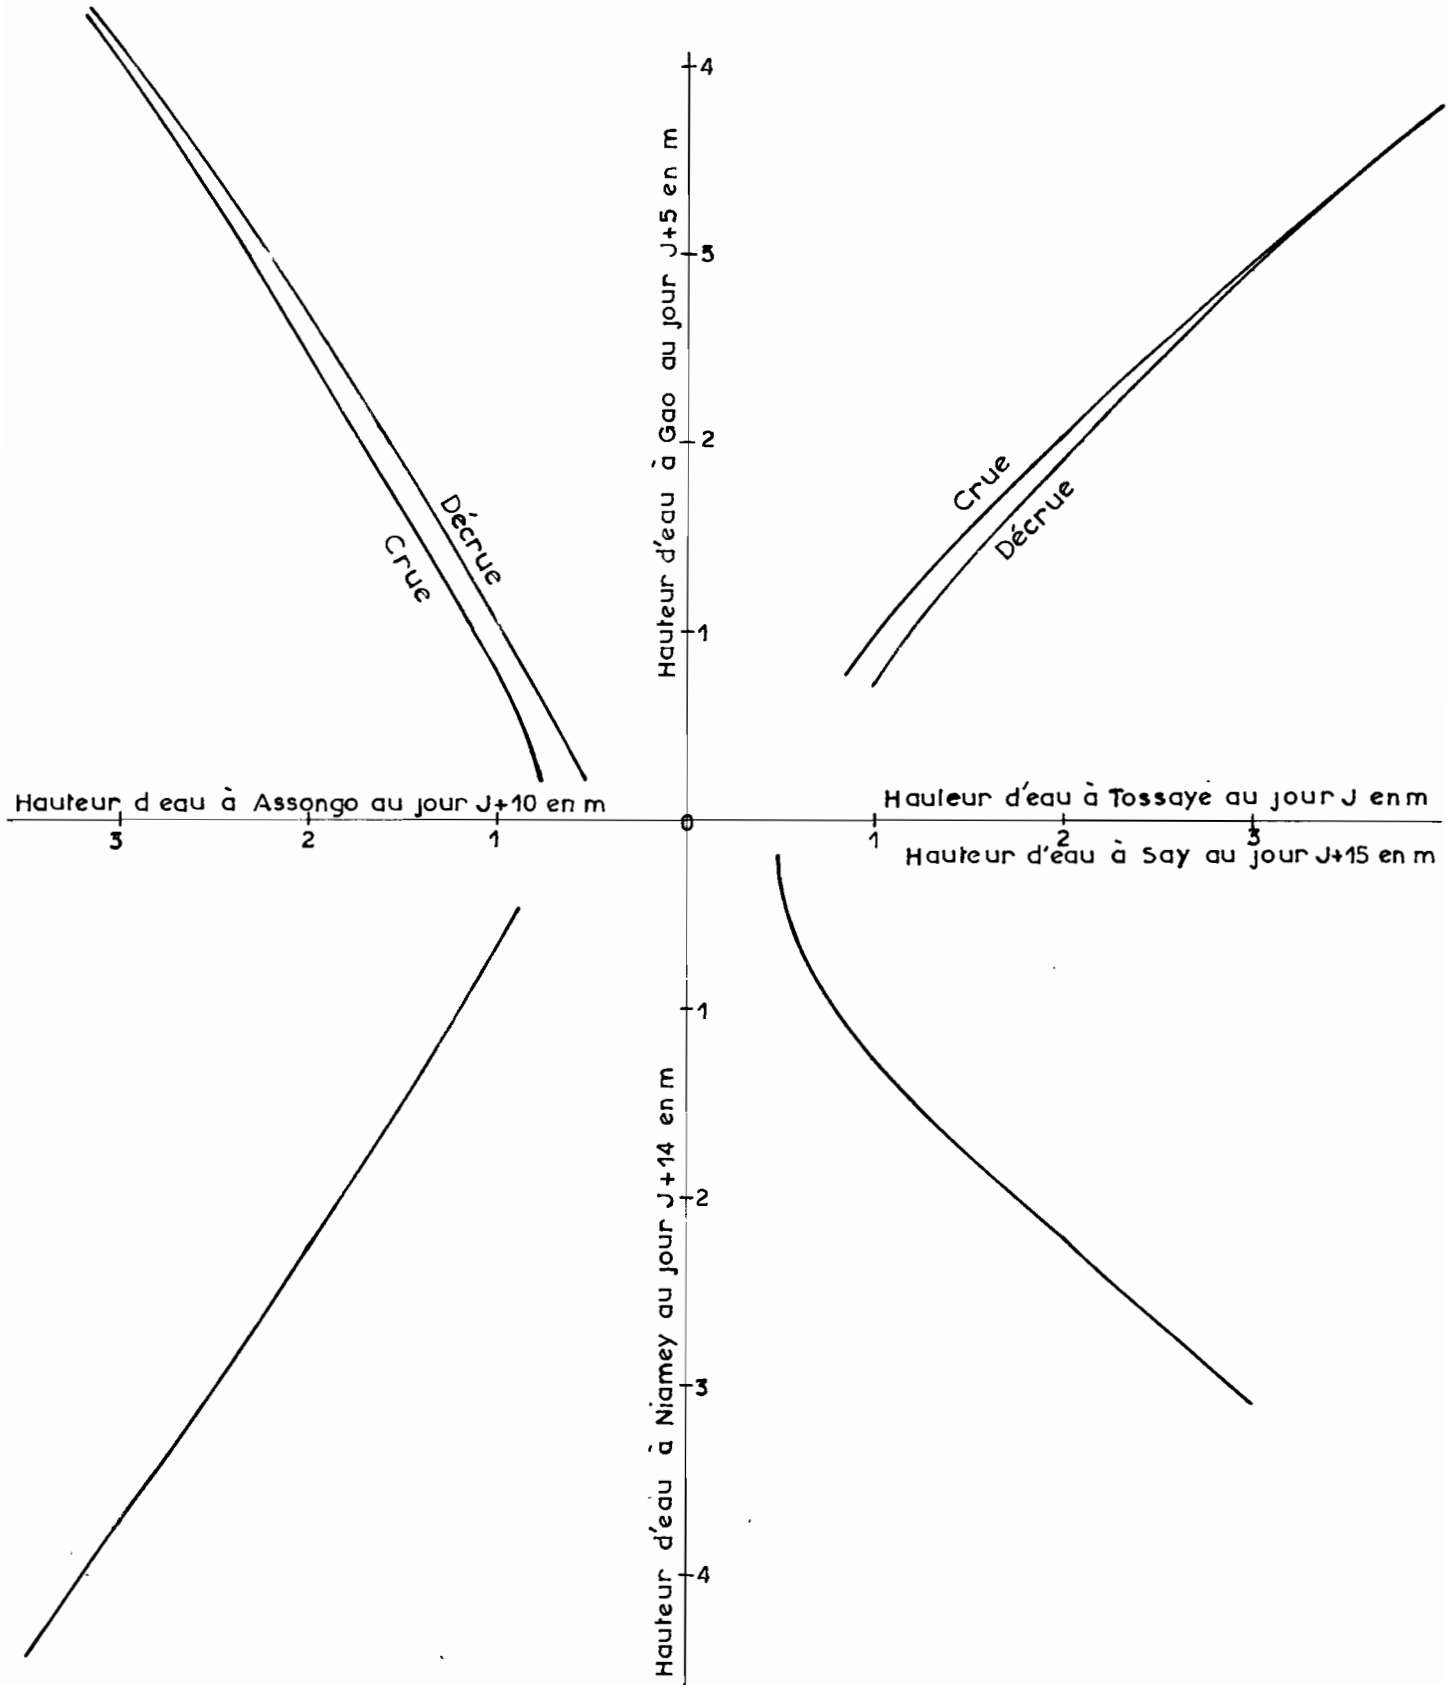 4
Hauteur d'eau à Gao au jour J+5 en m
3
2
1
Décrue
Crue
Crue
Décrue
Hauteur d eau à Assongo au jour J+10 en m
Hauteur d'eau à Tossaye au jour J en m
3
2
1
0
1
2
3
Hauteur d'eau à Say au jour J+15 en m
1
2
3
4
Hauteur d'eau à Niamey au jour J+14 en m